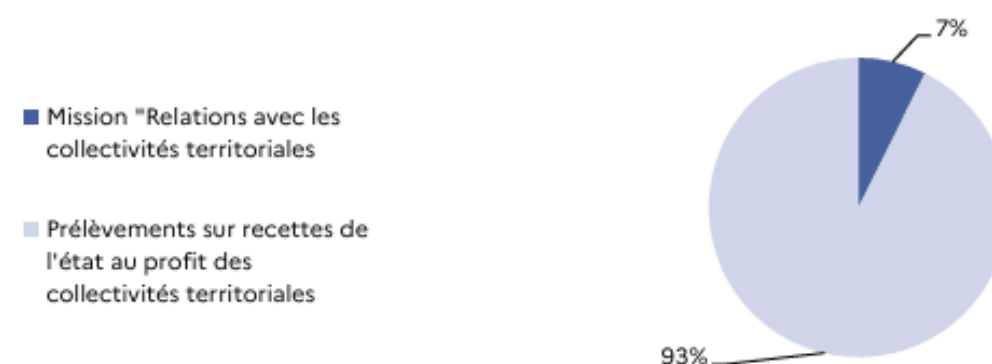 7%
Mission "Relations avec les
collectivités territoriales
Prélèvements sur recettes de
l'état au profit des
collectivités territoriales
93%